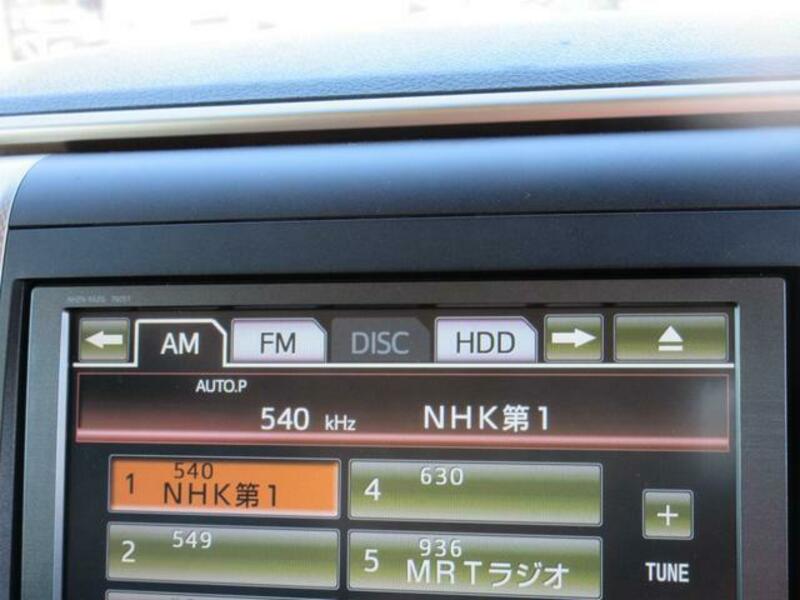 AM FM DISC HDD
AUTO.P
540 kHz NHK第1
1 540 NHK第1
4 630
2 549
5 936 MRTラジオ
TUNE